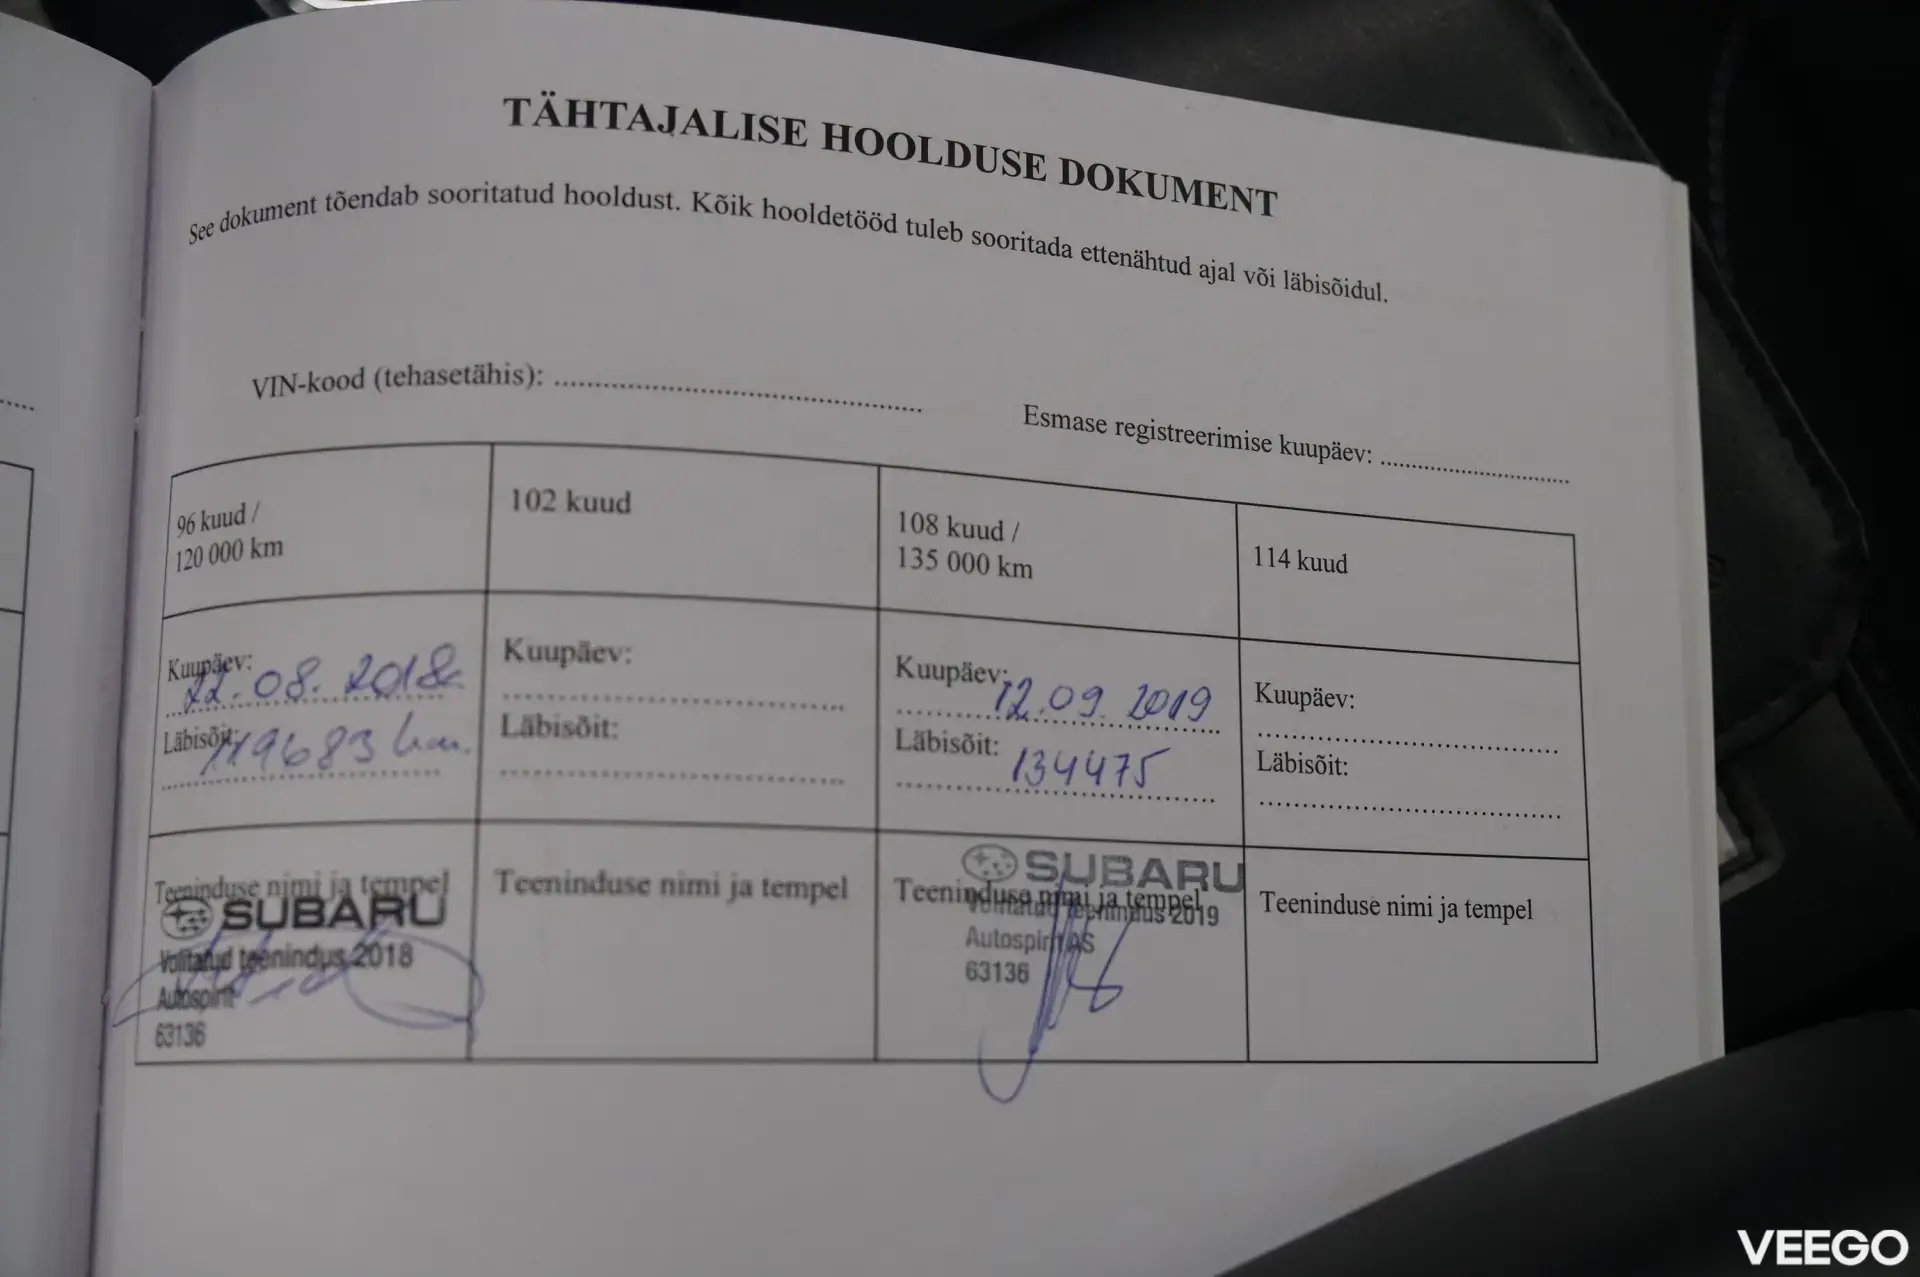 TÄHTAJALISE HOOLDUSE DOKUMENT
See dokument tõendab sooritatud hooldust. Kõik hooldetööd tuleb sooritada ettenähtud ajal või läbisõidul.
VIN-kood (tehasetähis): ............................................
Esmase registreerimise kuupäev: ............................
96 kuud /
120 000 km
102 kuud
108 kuud /
135 000 km
114 kuud
Kuupäev: 22.08.2018
Läbisõit: 119683 km.
Kuupäev:
Läbisõit:
Kuupäev: 12.09.2019
Läbisõit: 134475
Kuupäev:
Läbisõit:
Teeninduse nimi ja tempel
SUBARU
Volitatud teenindus 2018
Autospirit
63136
Teeninduse nimi ja tempel
Teeninduse nimi ja tempel
SUBARU
Volitatud teenindus 2019
Autospirit AS
63136
Teeninduse nimi ja tempel
VEEGO